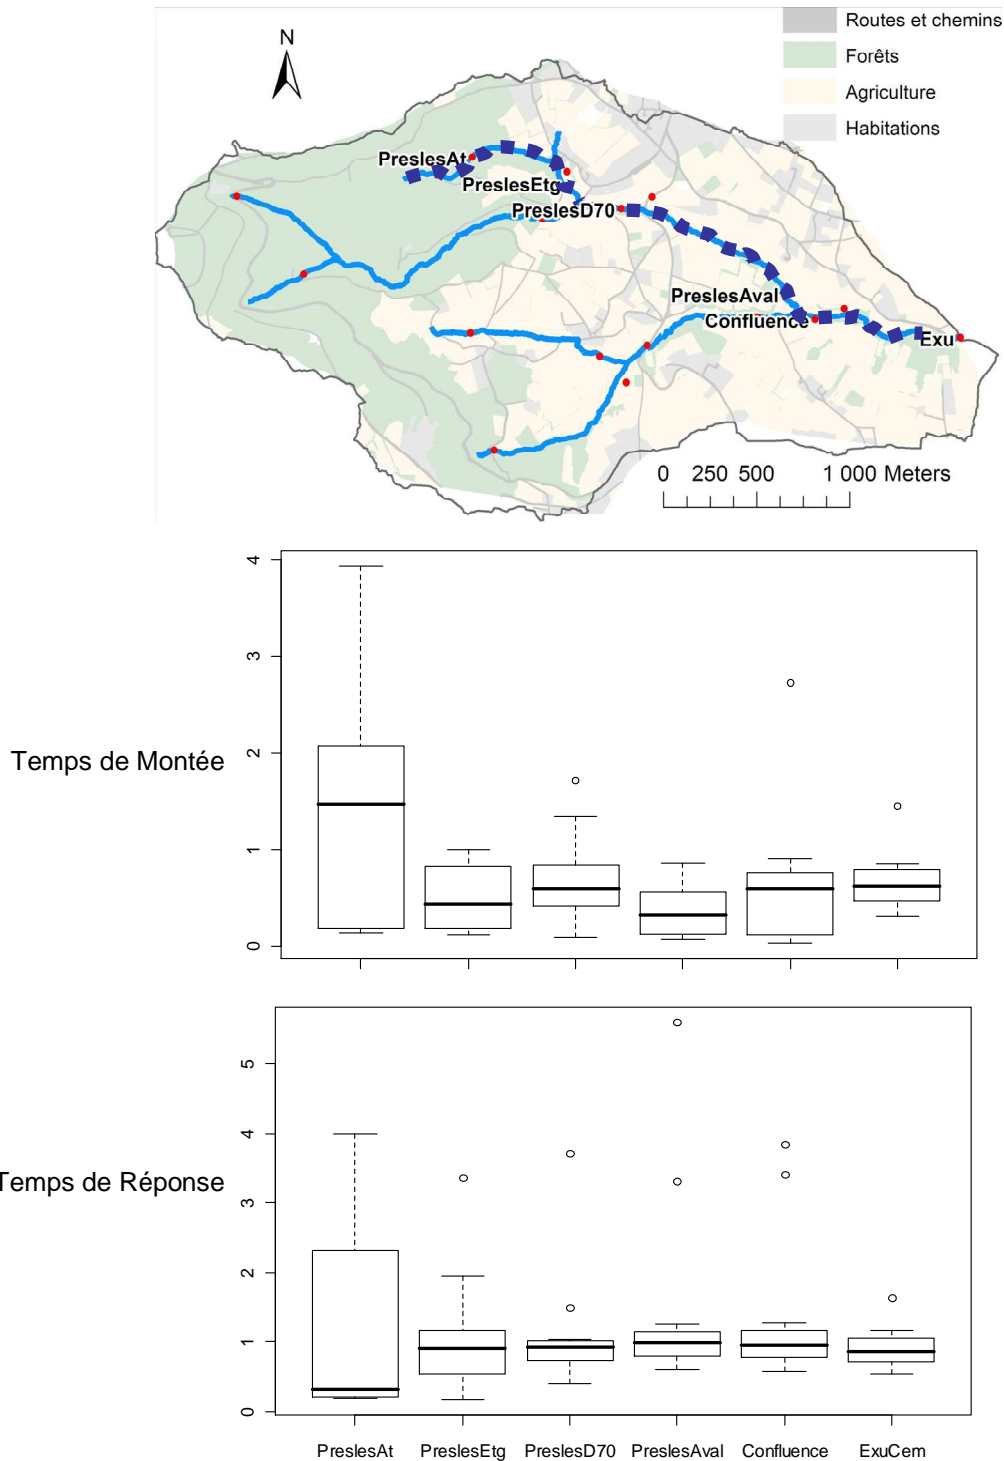 Routes et chemins
N
Forêts
Agriculture
Habitations
PreslesAt
PreslesEtg
PreslesD70
PreslesAval
Confluence
Exu
0 250 500 1 000 Meters
4
3
Temps de Montée
2
1
0
5
4
Temps de Réponse
3
2
1
0
PreslesAt PreslesEtg PreslesD70 PreslesAval Confluence ExuCem